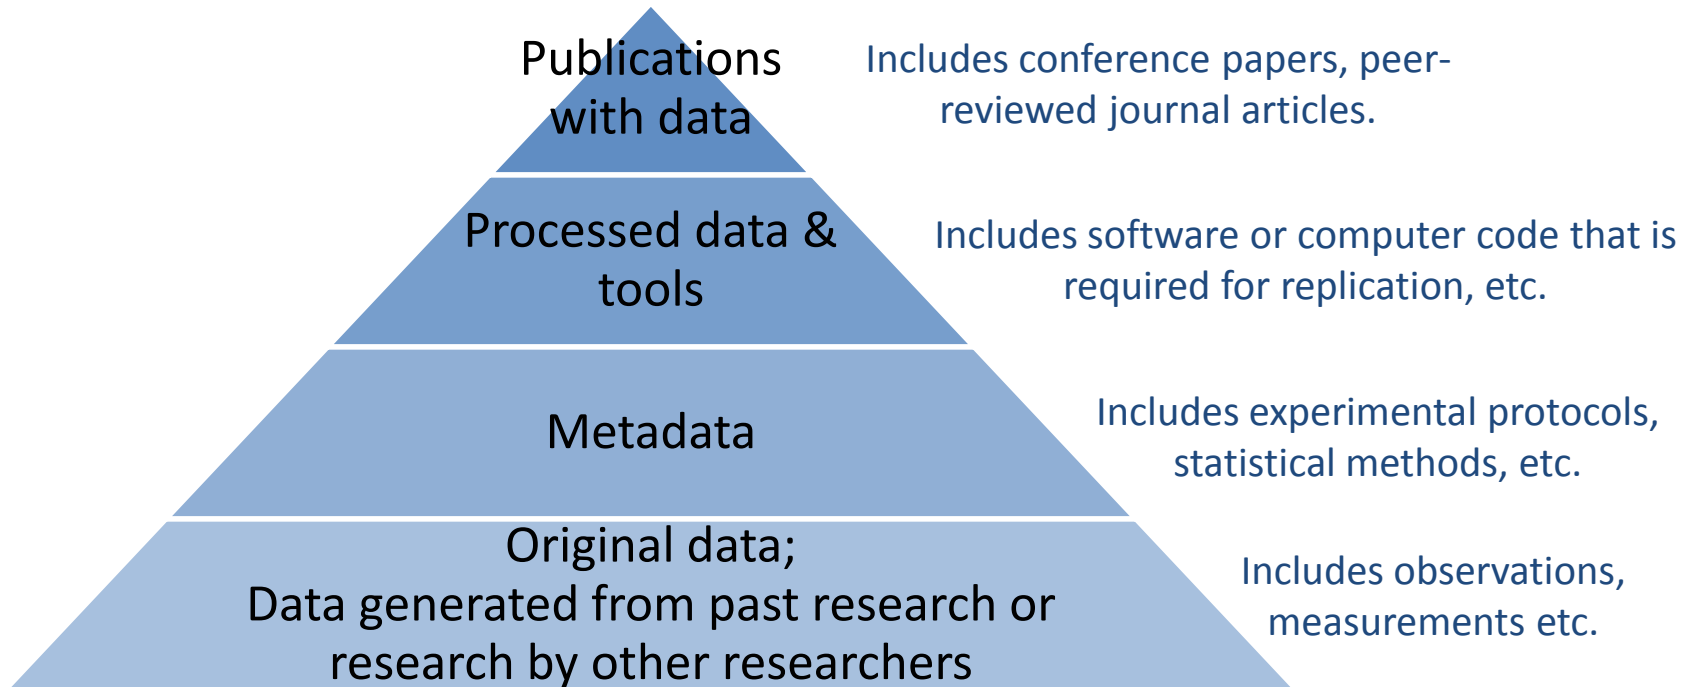 Publications
with data
Includes conference papers, peer-
reviewed journal articles.
Processed data &
tools
Includes software or computer code that is
required for replication, etc.
Metadata
Includes experimental protocols,
statistical methods, etc.
Original data;
Data generated from past research or
research by other researchers
Includes observations,
measurements etc.